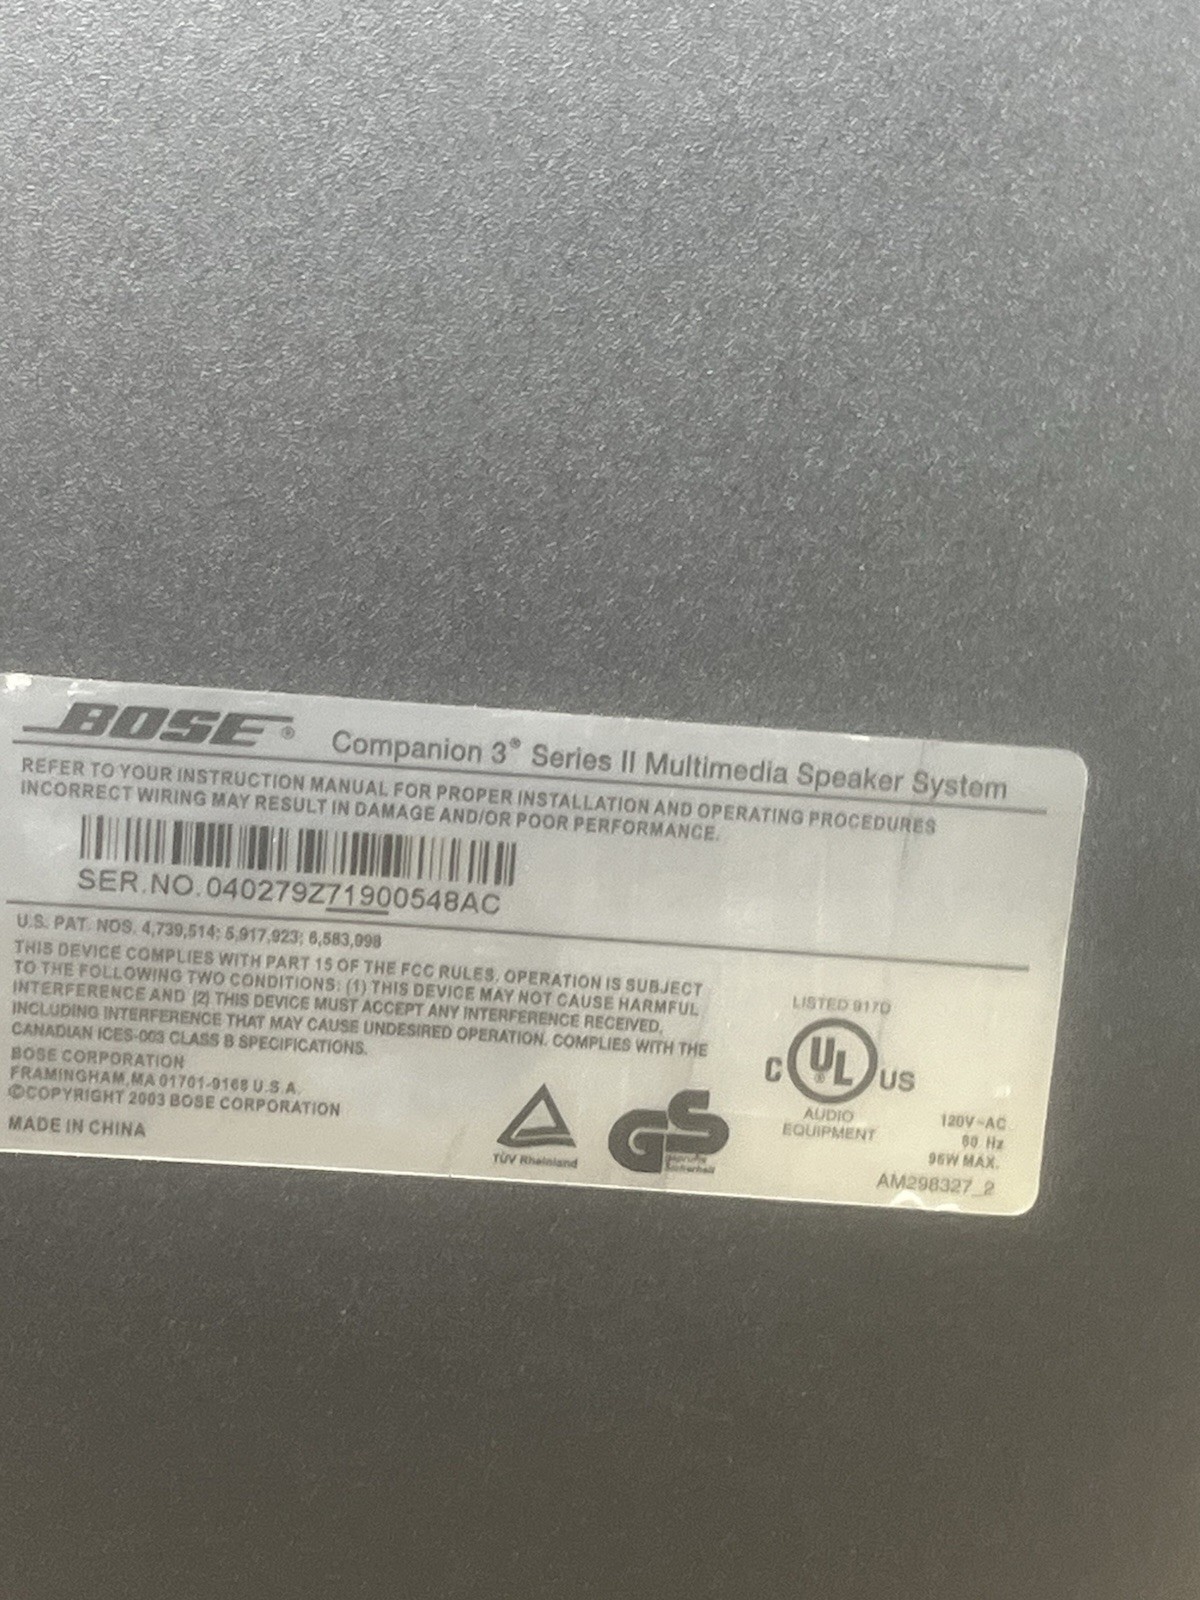 BOSE® Companion 3® Series II Multimedia Speaker System
REFER TO YOUR INSTRUCTION MANUAL FOR PROPER INSTALLATION AND OPERATING PROCEDURES
INCORRECT WIRING MAY RESULT IN DAMAGE AND/OR POOR PERFORMANCE.
SER.NO.040279Z71900548AC
U.S. PAT. NOS. 4,739,514; 5,917,923; 6,583,998
THIS DEVICE COMPLIES WITH PART 15 OF THE FCC RULES. OPERATION IS SUBJECT
TO THE FOLLOWING TWO CONDITIONS: (1) THIS DEVICE MAY NOT CAUSE HARMFUL
INTERFERENCE AND (2) THIS DEVICE MUST ACCEPT ANY INTERFERENCE RECEIVED,
INCLUDING INTERFERENCE THAT MAY CAUSE UNDESIRED OPERATION. COMPLIES WITH THE
CANADIAN ICES-003 CLASS B SPECIFICATIONS.
BOSE CORPORATION
FRAMINGHAM, MA 01701-9168 U.S.A.
©COPYRIGHT 2003 BOSE CORPORATION
MADE IN CHINA
TÜV Rheinland
GS
geprüfte
Sicherheit
LISTED 917D
C UL® US
AUDIO
EQUIPMENT
120V~AC
60 Hz
95W MAX.
AM298327_2